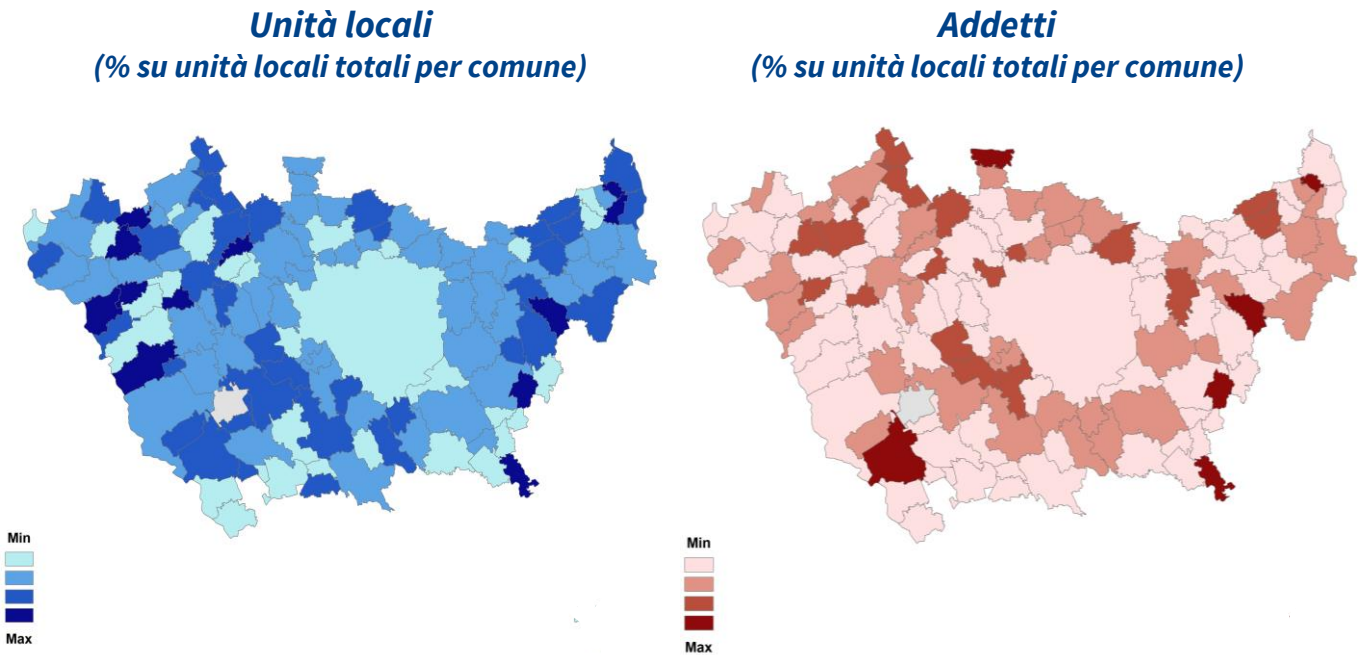 Unità locali
(% su unità locali totali per comune)
Addetti
(% su unità locali totali per comune)
Min
Max
Min
Max